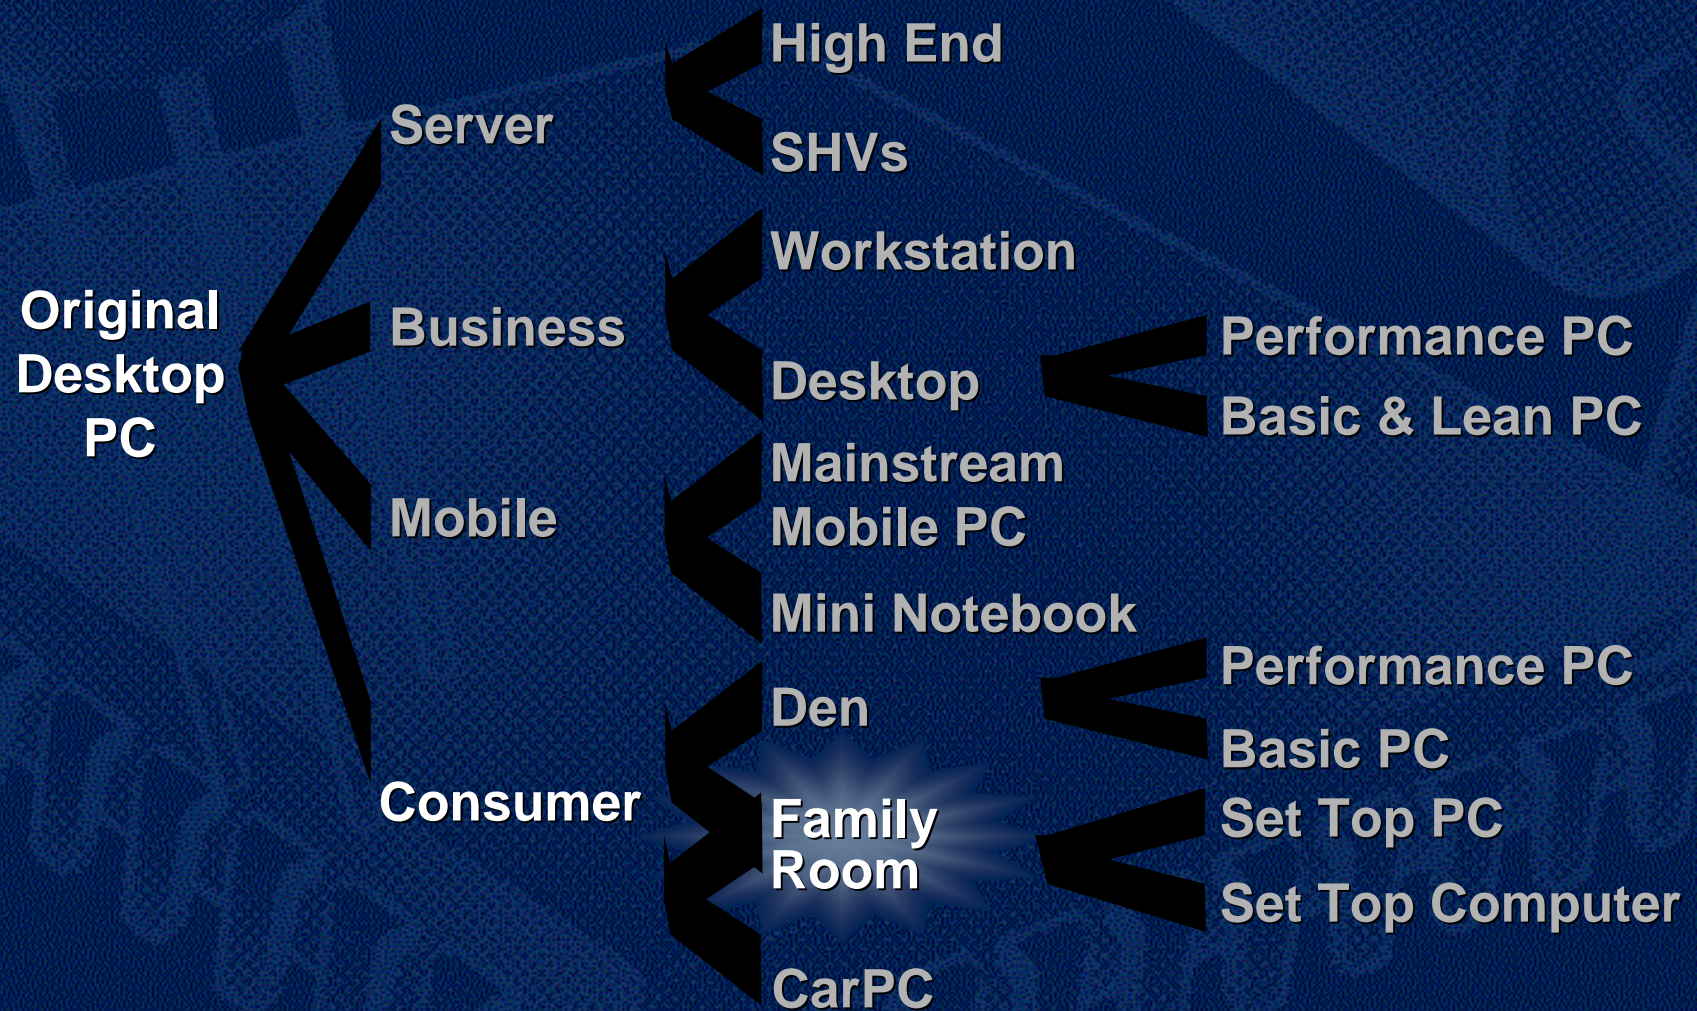 Original
Desktop
PC
Server
Business
Mobile
Consumer
High End
SHVs
Workstation
Desktop
Mainstream
Mobile PC
Mini Notebook
Den
Family
Room
CarPC
Performance PC
Basic & Lean PC
Performance PC
Basic PC
Set Top PC
Set Top Computer